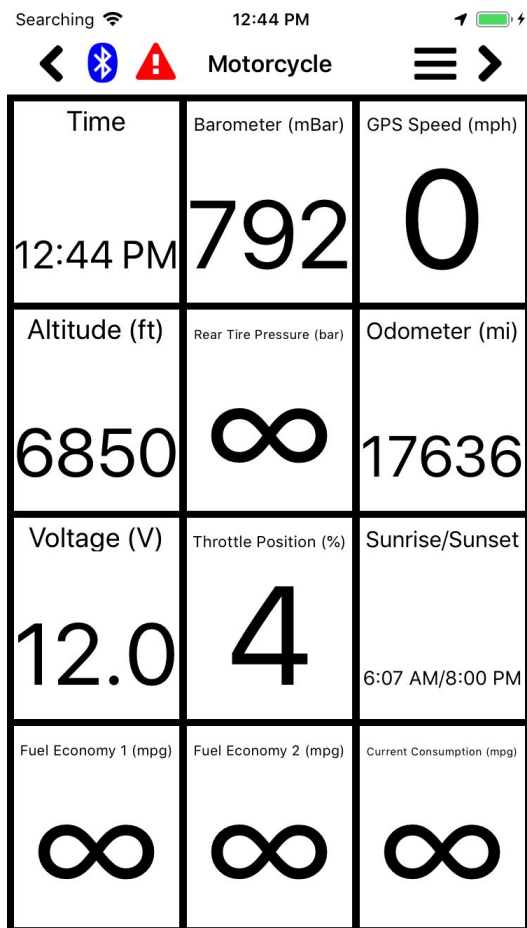 Searching 12:44 PM
Motorcycle
Time Barometer (mBar) GPS Speed (mph)
12:44 PM 792 0
Altitude (ft) Rear Tire Pressure (bar) Odometer (mi)
6850 ∞ 17636
Voltage (V) Throttle Position (%) Sunrise/Sunset
12.0 4 6:07 AM/8:00 PM
Fuel Economy 1 (mpg) Fuel Economy 2 (mpg) Current Consumption (mpg)
∞ ∞ ∞